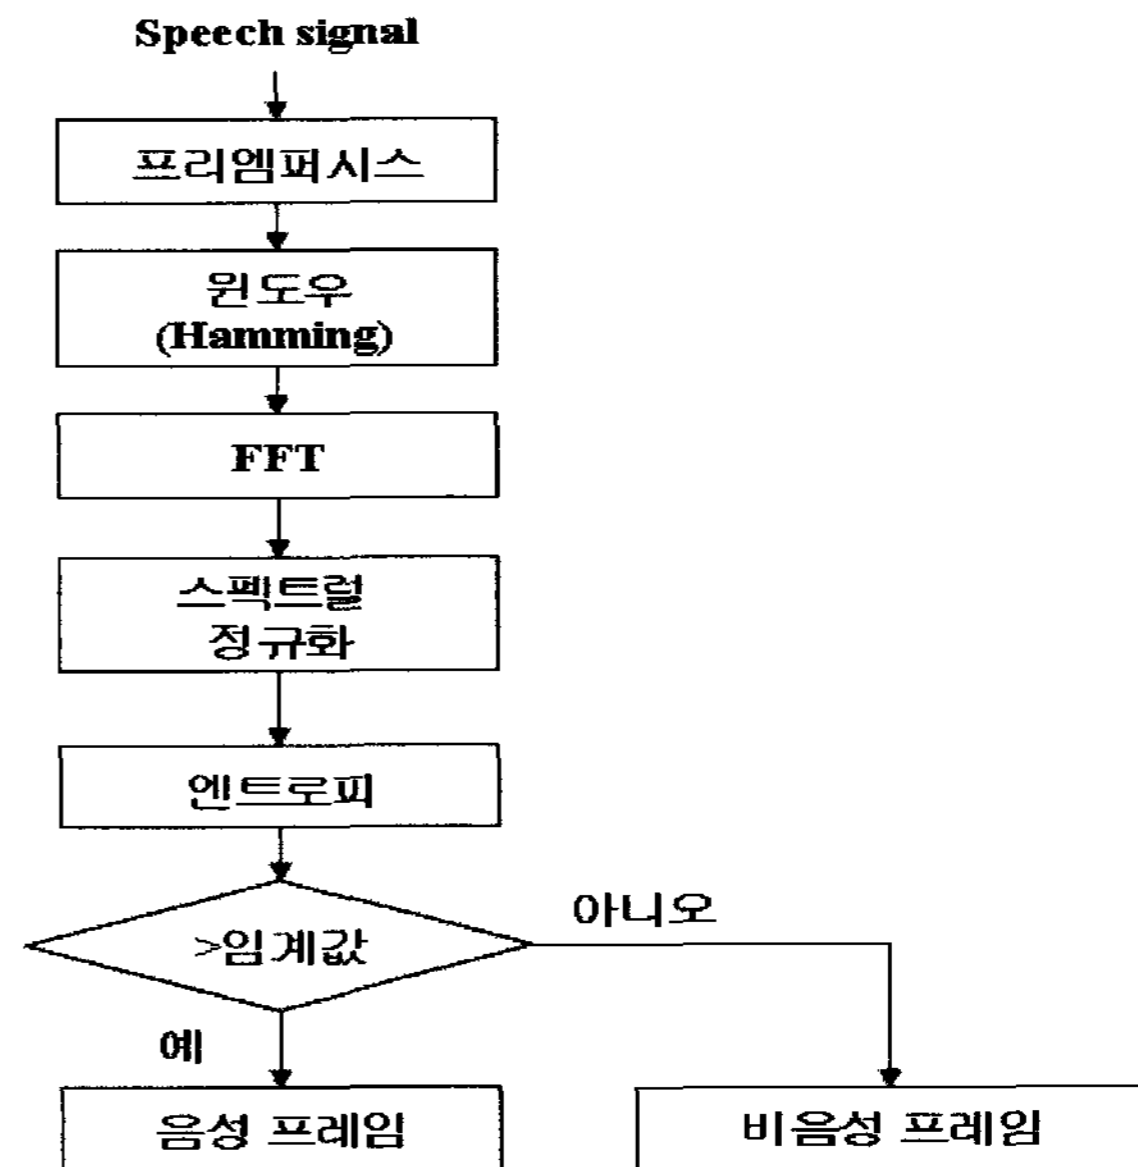 Speech signal
프리엠퍼시스
윈도우
(Hamming)
FFT
스펙트럴
정규화
엔트로피
>임계값
아니오
예
음성 프레임
비음성 프레임